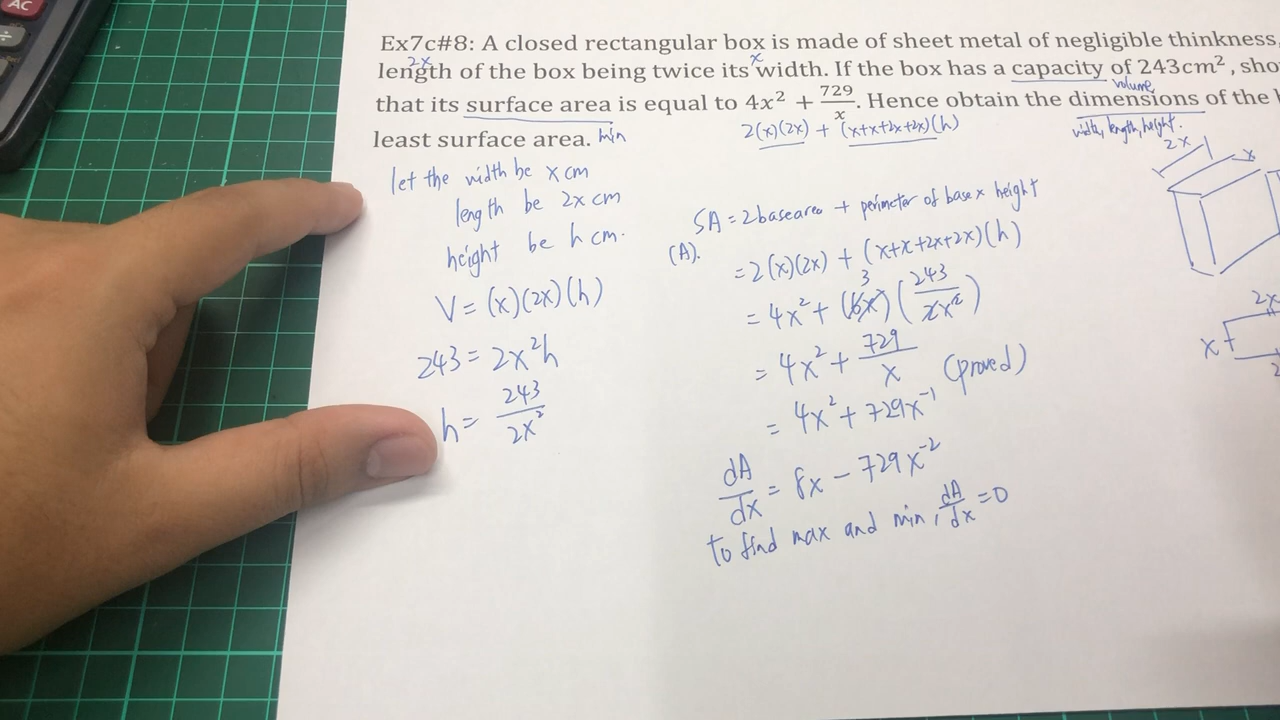 AC
÷
Ex7c#8: A closed rectangular box is made of sheet metal of negligible thinkness,
2x x
length of the box being twice its width. If the box has a capacity of 243cm², sho
volume
that its surface area is equal to 4x² + 729/x. Hence obtain the dimensions of the
least surface area. min
2(x)(2x) + (x+x+2x+2x)(h)
width, length, height.
2x x
let the width be x cm
length be 2x cm
height be h cm.
V = (x)(2x)(h)
243 = 2x²h
h = 243/2x²
SA = 2 base area + perimeter of base x height
(A).
= 2(x)(2x) + (x+x+2x+2x)(h)
3
= 4x² + (6x)(243/2x²)
= 4x² + 729/x (proved)
= 4x² + 729x⁻¹
dA/dx = 8x - 729x⁻²
to find max and min, dA/dx = 0
2x
x
2